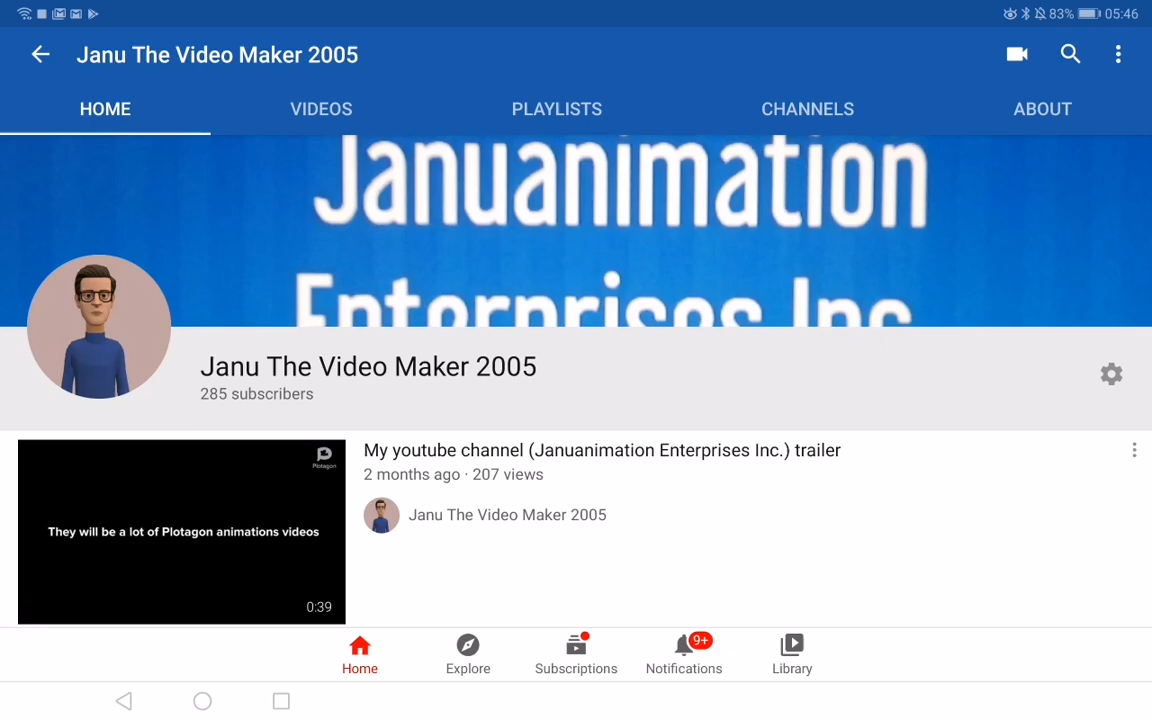 83% 05:46
Janu The Video Maker 2005
HOME VIDEOS PLAYLISTS CHANNELS ABOUT
Januanimation
Enterprises Inc
Janu The Video Maker 2005
285 subscribers
Plotagon
They will be a lot of Plotagon animations videos
0:39
My youtube channel (Januanimation Enterprises Inc.) trailer
2 months ago · 207 views
Janu The Video Maker 2005
9+
Home Explore Subscriptions Notifications Library